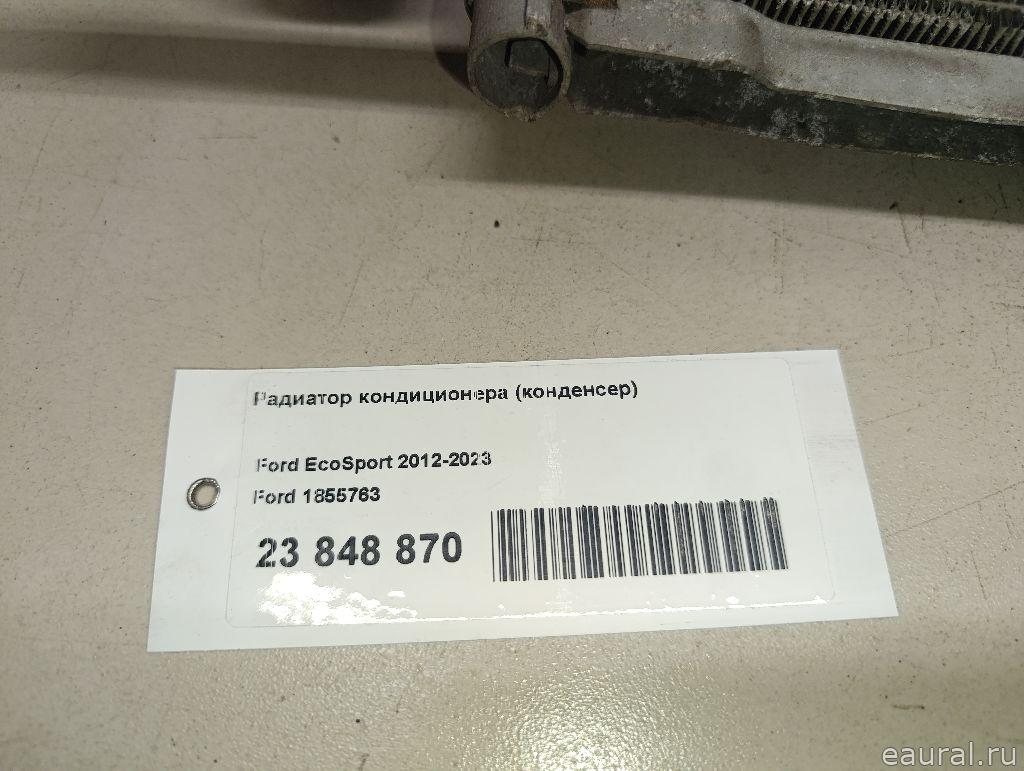 Радиатор кондиционера (конденсер)
Ford EcoSport 2012-2023
Ford 1855763
23 848 870
eaural.ru